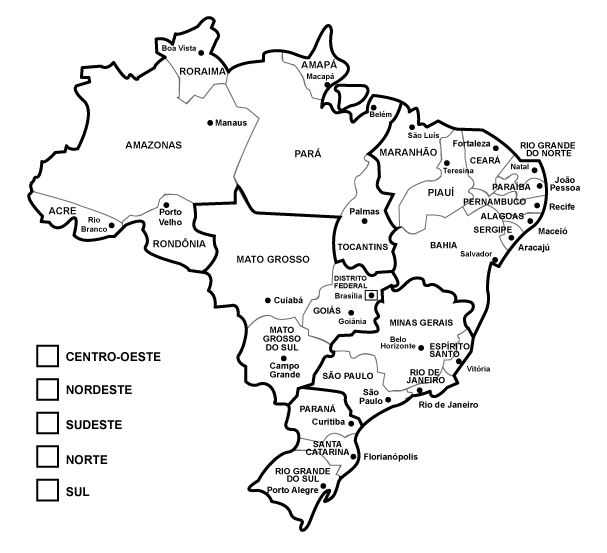 Boa Vista
RORAIMA
AMAPÁ
Macapá
Manaus
Belém
AMAZONAS
PARÁ
São Luís
MARANHÃO
Fortaleza
CEARÁ
RIO GRANDE
DO NORTE
Natal
Teresina
PIAUÍ
PARAÍBA
João
Pessoa
PERNAMBUCO
Recife
ALAGOAS
Maceió
SERGIPE
Aracajú
ACRE
Rio
Branco
Porto
Velho
RONDÔNIA
Palmas
TOCANTINS
BAHIA
Salvador
MATO GROSSO
Cuiabá
DISTRITO
FEDERAL
Brasília
GOIÁS
Goiânia
MINAS GERAIS
Belo
Horizonte
ESPÍRITO
SANTO
Vitória
MATO
GROSSO
DO SUL
Campo
Grande
SÃO PAULO
São
Paulo
RIO DE
JANEIRO
Rio de Janeiro
PARANÁ
Curitiba
SANTA
CATARINA
Florianópolis
RIO GRANDE
DO SUL
Porto Alegre
CENTRO-OESTE
NORDESTE
SUDESTE
NORTE
SUL